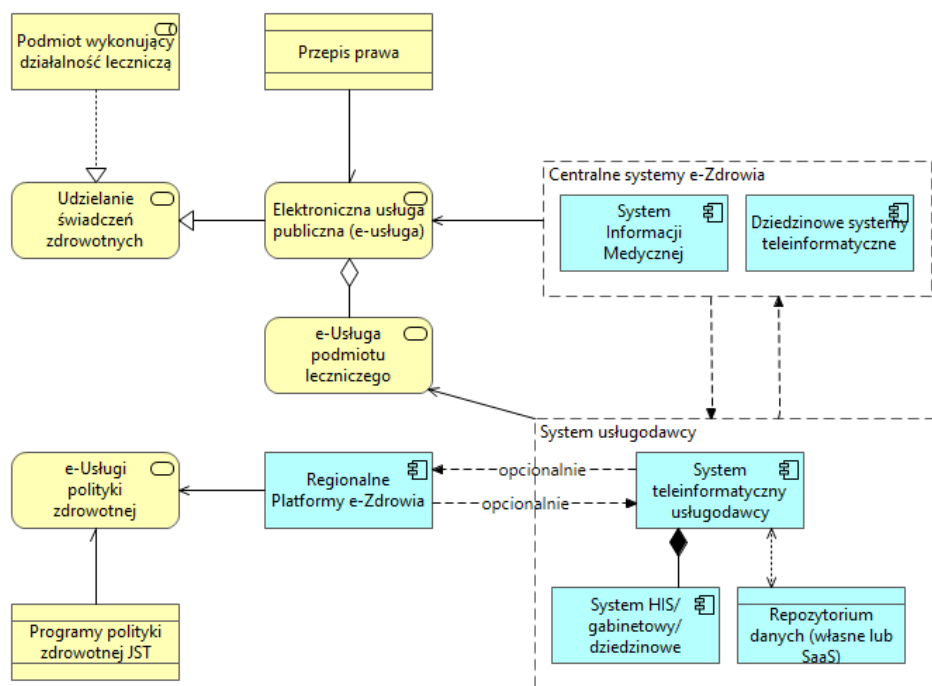 Podmiot wykonujący
działalność leczniczą
Przepis prawa
Udzielanie
świadczeń
zdrowotnych
Elektroniczna usługa
publiczna (e-usługa)
Centralne systemy e-Zdrowia
System
Informacji
Medycznej
Dziedzinowe systemy
teleinformatyczne
e-Usługa
podmiotu
leczniczego
System usługodawcy
e-Usługi
polityki
zdrowotnej
Regionalne
Platformy e-Zdrowia
opcionalnie
opcionalnie
System
teleinformatyczny
usługodawcy
Programy polityki
zdrowotnej JST
System HIS/
gabinetowy/
dziedzinowe
Repozytorium
danych (własne lub
SaaS)